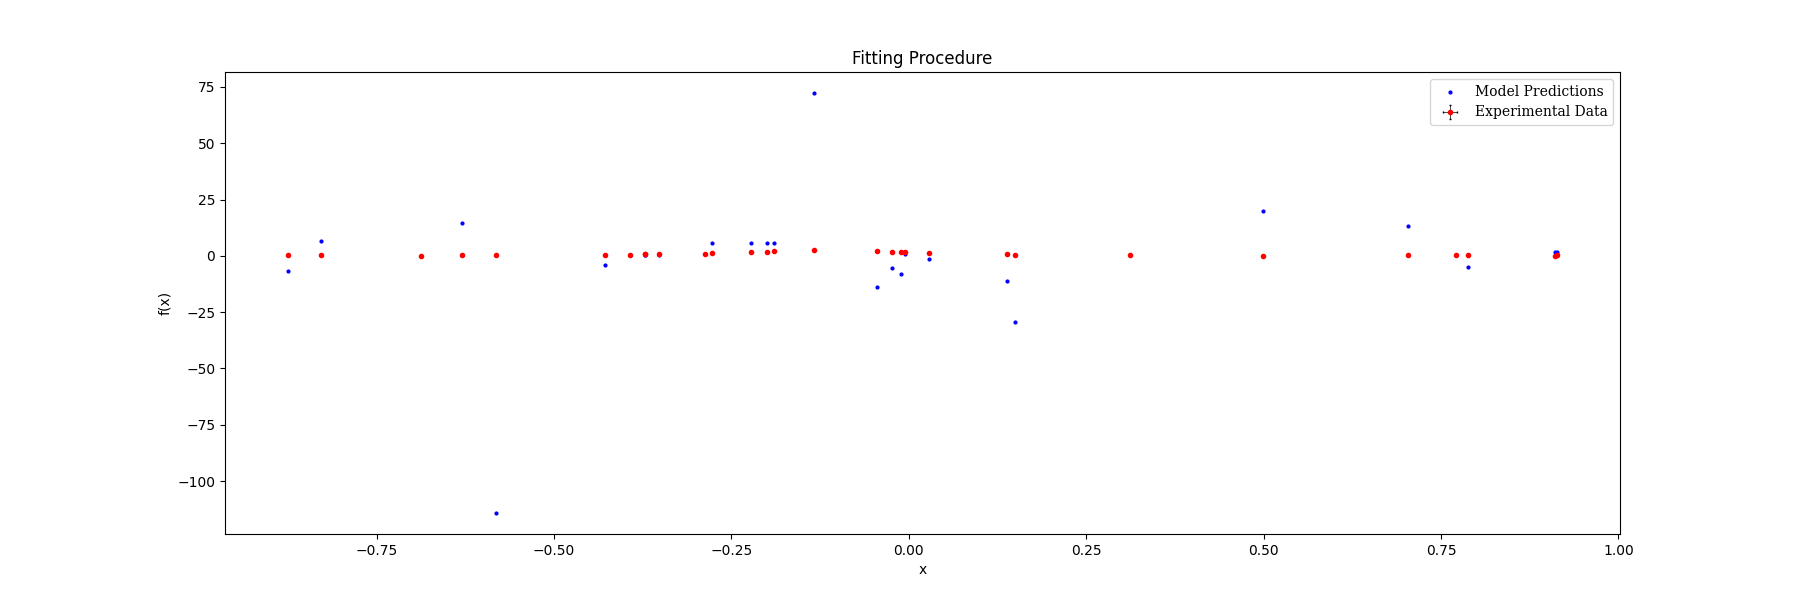 Fitting Procedure
Model Predictions
Experimental Data
75
50
25
0
−25
−50
−75
−100
f(x)
−0.75 −0.50 −0.25 0.00 0.25 0.50 0.75 1.00
x